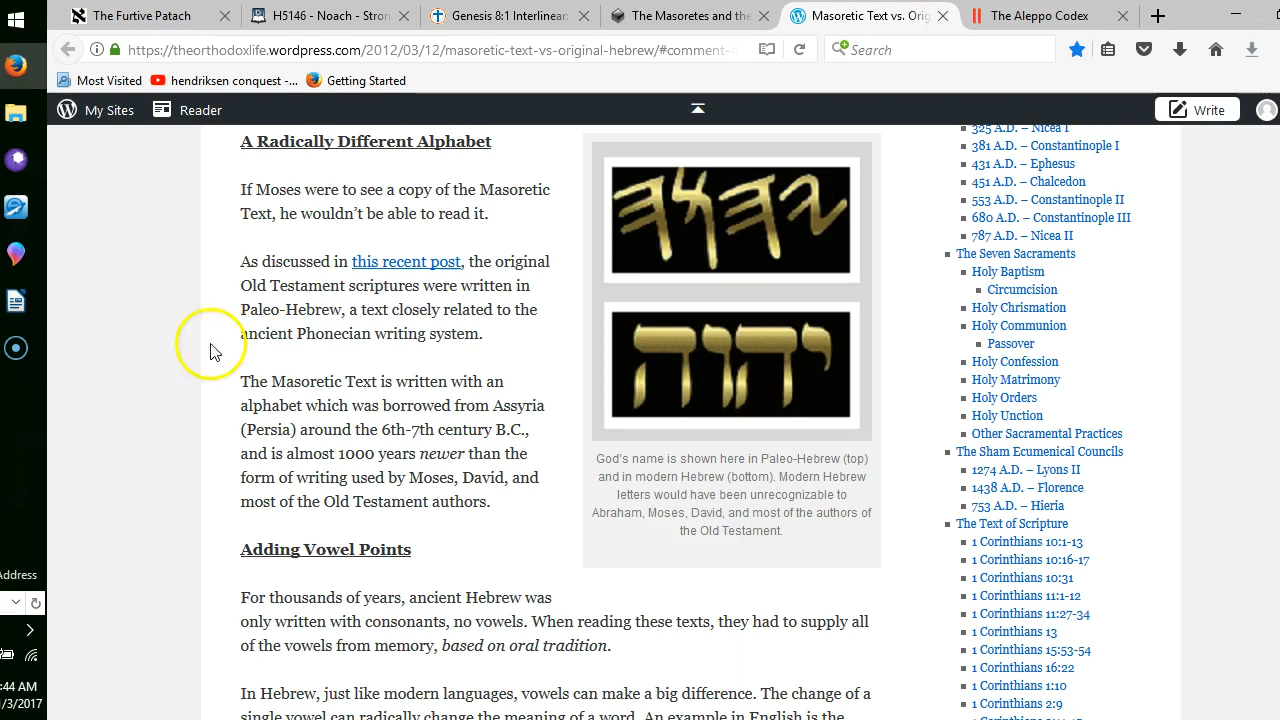 The Furtive Patach
H5146 - Noach - Stron
Genesis 8:1 Interlinear:
The Masoretes and the
Masoretic Text vs. Orig
The Aleppo Codex
https://theorthodoxlife.wordpress.com/2012/03/12/masoretic-text-vs-original-hebrew/#comment-4
Search
Most Visited
hendriksen conquest -...
Getting Started
My Sites
Reader
Write
A Radically Different Alphabet
If Moses were to see a copy of the Masoretic
Text, he wouldn't be able to read it.
As discussed in this recent post, the original
Old Testament scriptures were written in
Paleo-Hebrew, a text closely related to the
ancient Phonecian writing system.
The Masoretic Text is written with an
alphabet which was borrowed from Assyria
(Persia) around the 6th-7th century B.C.,
and is almost 1000 years newer than the
form of writing used by Moses, David, and
most of the Old Testament authors.
𐤉𐤄𐤅𐤄
יהוה
God's name is shown here in Paleo-Hebrew (top)
and in modern Hebrew (bottom). Modern Hebrew
letters would have been unrecognizable to
Abraham, Moses, David, and most of the authors of
the Old Testament.
Adding Vowel Points
For thousands of years, ancient Hebrew was
only written with consonants, no vowels. When reading these texts, they had to supply all
of the vowels from memory, based on oral tradition.
In Hebrew, just like modern languages, vowels can make a big difference. The change of a
single vowel can radically change the meaning of a word. An example in English is the
325 A.D. – Nicea I
381 A.D. – Constantinople I
431 A.D. – Ephesus
451 A.D. – Chalcedon
553 A.D. – Constantinople II
680 A.D. – Constantinople III
787 A.D. – Nicea II
The Seven Sacraments
Holy Baptism
Circumcision
Holy Chrismation
Holy Communion
Passover
Holy Confession
Holy Matrimony
Holy Orders
Holy Unction
Other Sacramental Practices
The Sham Ecumenical Councils
1274 A.D. – Lyons II
1438 A.D. – Florence
753 A.D. – Hieria
The Text of Scripture
1 Corinthians 10:1-13
1 Corinthians 10:16-17
1 Corinthians 10:31
1 Corinthians 11:1-12
1 Corinthians 11:27-34
1 Corinthians 13
1 Corinthians 15:53-54
1 Corinthians 16:22
1 Corinthians 1:10
1 Corinthians 2:9
Address
:44 AM
1/3/2017